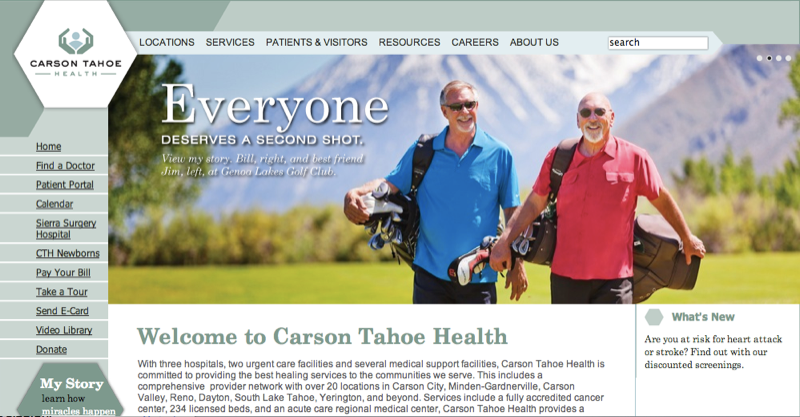 CARSON TAHOE
HEALTH
LOCATIONS SERVICES PATIENTS & VISITORS RESOURCES CAREERS ABOUT US
search
Everyone
DESERVES A SECOND SHOT.
View my story. Bill, right, and best friend
Jim, left, at Genoa Lakes Golf Club.
Home
Find a Doctor
Patient Portal
Calendar
Sierra Surgery
Hospital
CTH Newborns
Pay Your Bill
Take a Tour
Send E-Card
Video Library
Donate
My Story
learn how
miracles happen
Welcome to Carson Tahoe Health
With three hospitals, two urgent care facilities and several medical support facilities, Carson Tahoe Health is
committed to providing the best healing services to the communities we serve. This includes a
comprehensive provider network with over 20 locations in Carson City, Minden-Gardnerville, Carson
Valley, Reno, Dayton, South Lake Tahoe, Yerington, and beyond. Services include a fully accredited cancer
center, 234 licensed beds, and an acute care regional medical center, Carson Tahoe Health provides a
What's New
Are you at risk for heart attack
or stroke? Find out with our
discounted screenings.